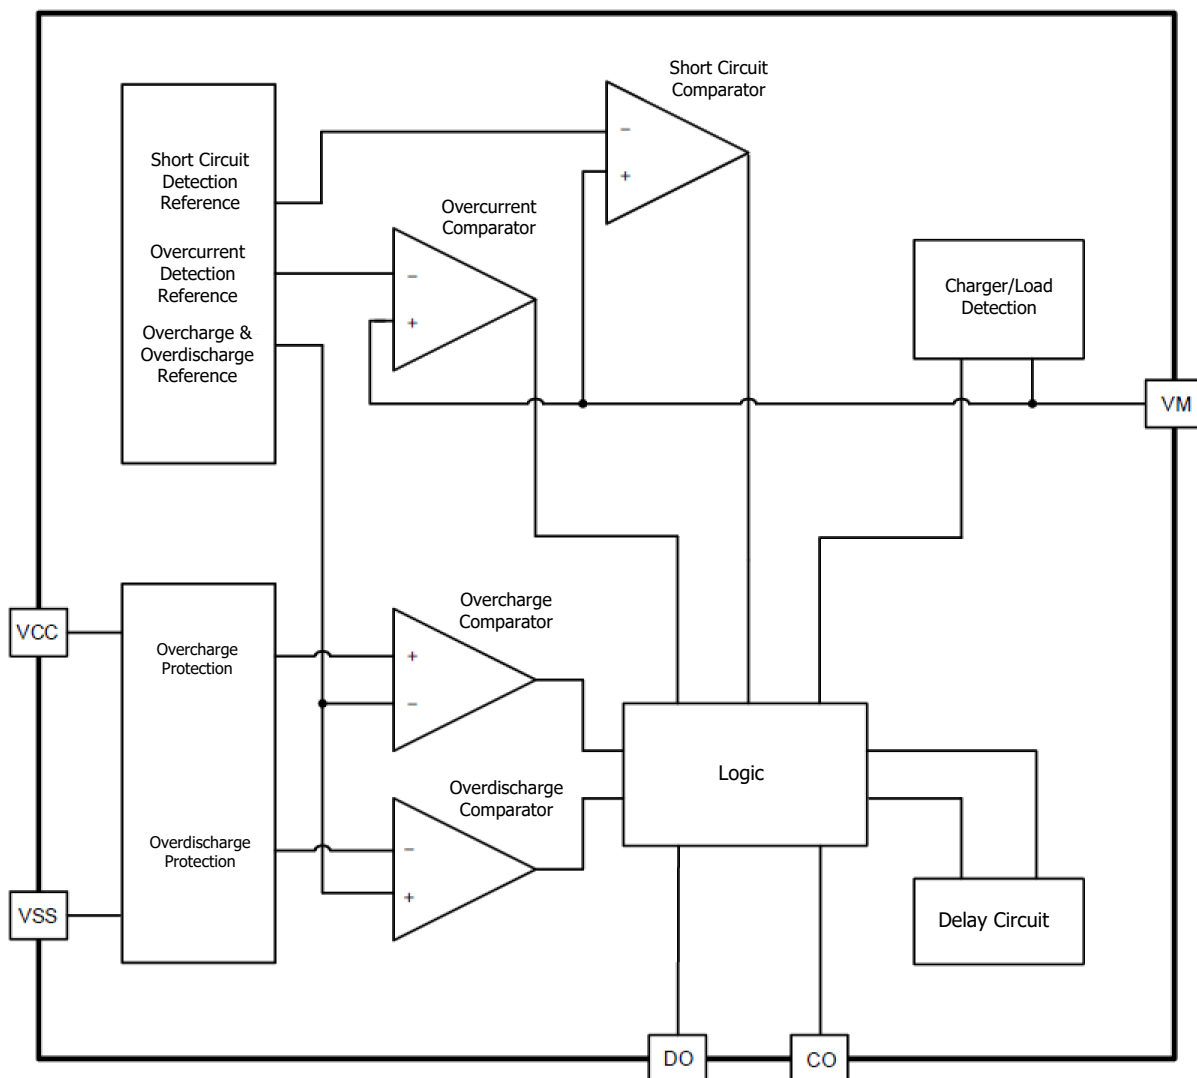 Short Circuit
Comparator
Short Circuit
Detection
Reference
−
+
Overcurrent
Comparator
Overcurrent
Detection
Reference
−
+
Charger/Load
Detection
Overcharge &
Overdischarge
Reference
VM
VCC
Overcharge
Protection
Overcharge
Comparator
+
−
Logic
Overdischarge
Comparator
Overdischarge
Protection
−
+
VSS
Delay Circuit
DO
CO